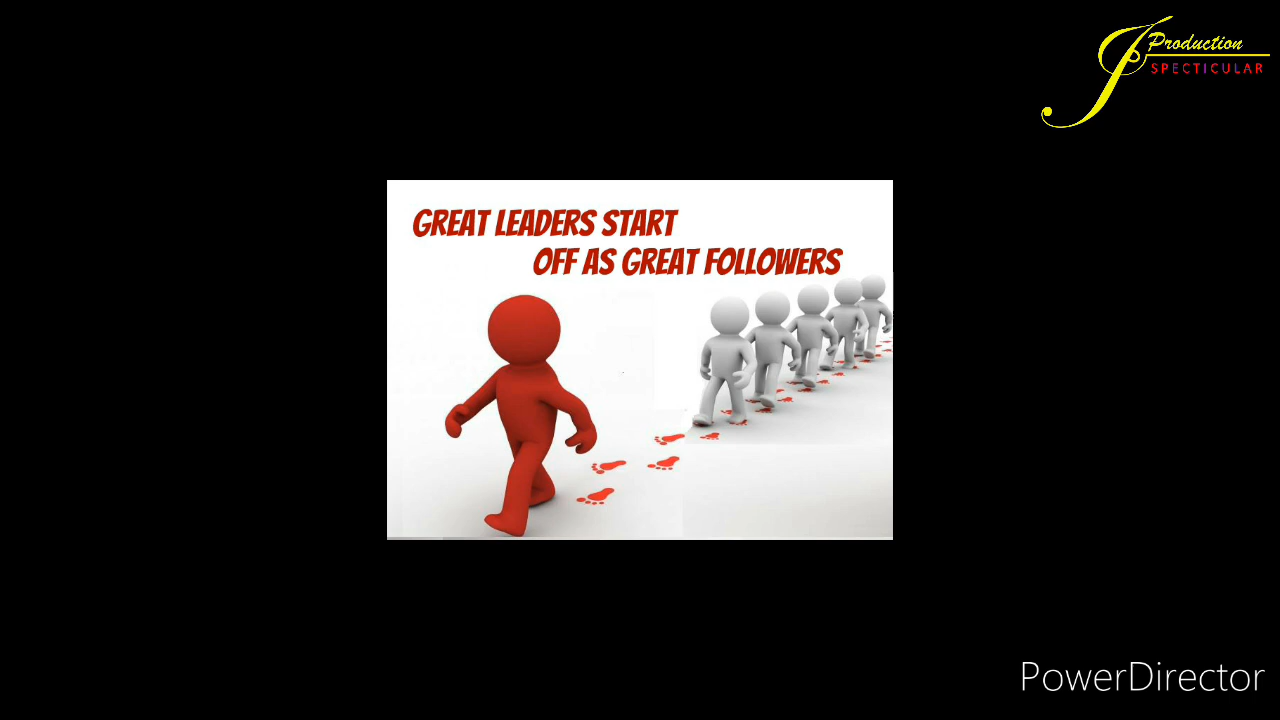 Production
SPECTICULAR
GREAT LEADERS START
OFF AS GREAT FOLLOWERS
PowerDirector